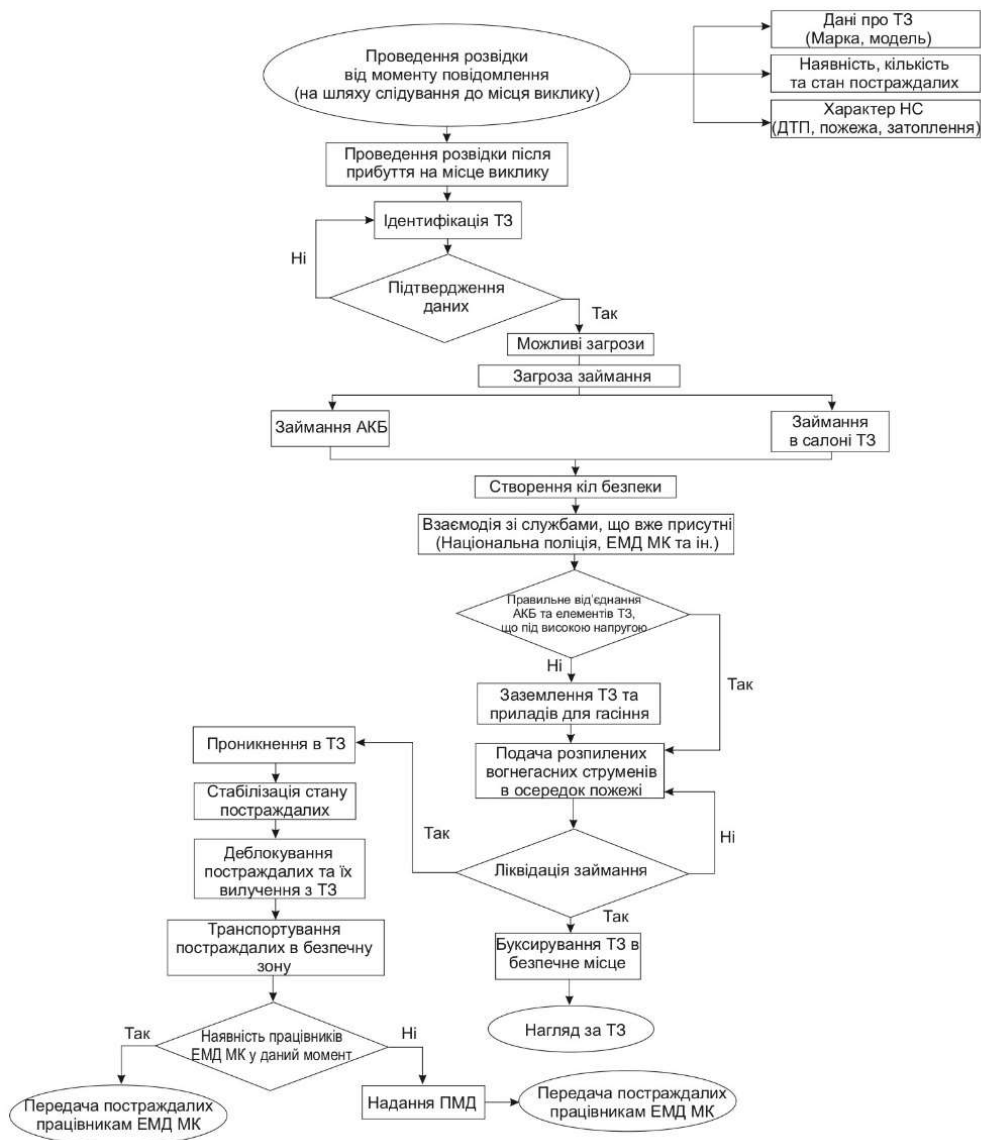 Проведення розвідки
від моменту повідомлення
(на шляху слідування до місця виклику)
Дані про ТЗ
(Марка, модель)
Наявність, кількість
та стан постраждалих
Характер НС
(ДТП, пожежа, затоплення)
Проведення розвідки після
прибуття на місце виклику
Ідентифікація ТЗ
Ні
Підтвердження
даних
Так
Можливі загрози
Загроза займання
Займання АКБ
Займання
в салоні ТЗ
Створення кіл безпеки
Взаємодія зі службами, що вже присутні
(Національна поліція, ЕМД МК та ін.)
Правильне від’єднання
АКБ та елементів ТЗ,
що під високою напругою
Ні
Так
Заземлення ТЗ та
приладів для гасіння
Проникнення в ТЗ
Подача розпилених
вогнегасних струменів
в осередок пожежі
Стабілізація стану
постраждалих
Так
Ні
Деблокування
постраждалих та їх
вилучення з ТЗ
Ліквідація займання
Так
Транспортування
постраждалих в безпечну
зону
Буксирування ТЗ в
безпечне місце
Нагляд за ТЗ
Так
Наявність працівників
ЕМД МК у даний момент
Ні
Передача постраждалих
працівникам ЕМД МК
Надання ПМД
Передача постраждалих
працівникам ЕМД МК